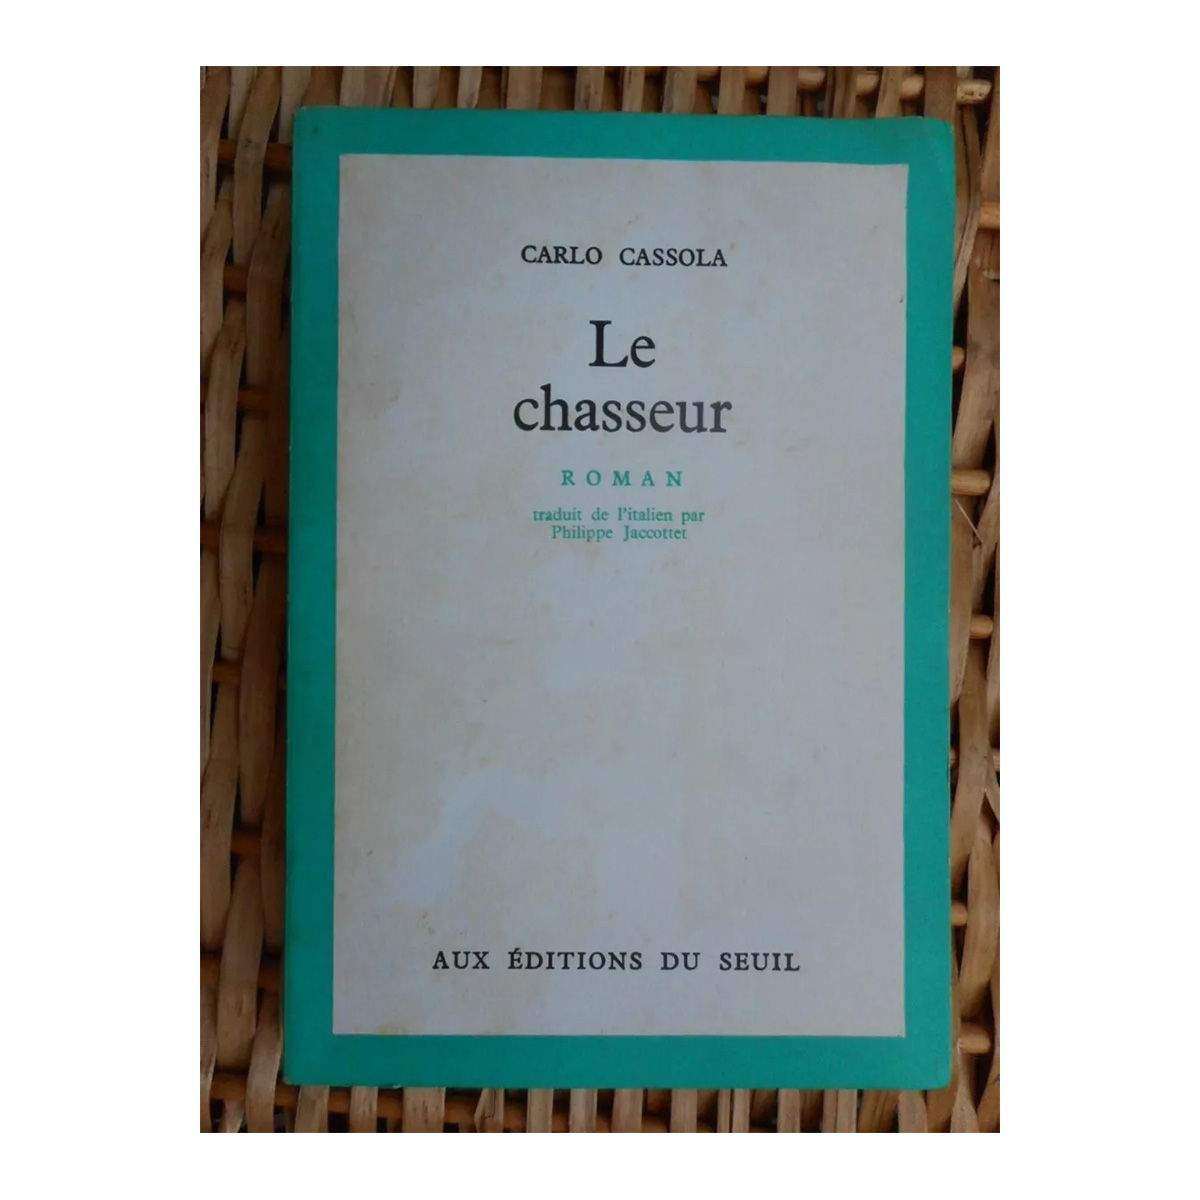 CARLO CASSOLA
Le
chasseur
ROMAN
traduit de l'italien par
Philippe Jaccottet
AUX ÉDITIONS DU SEUIL